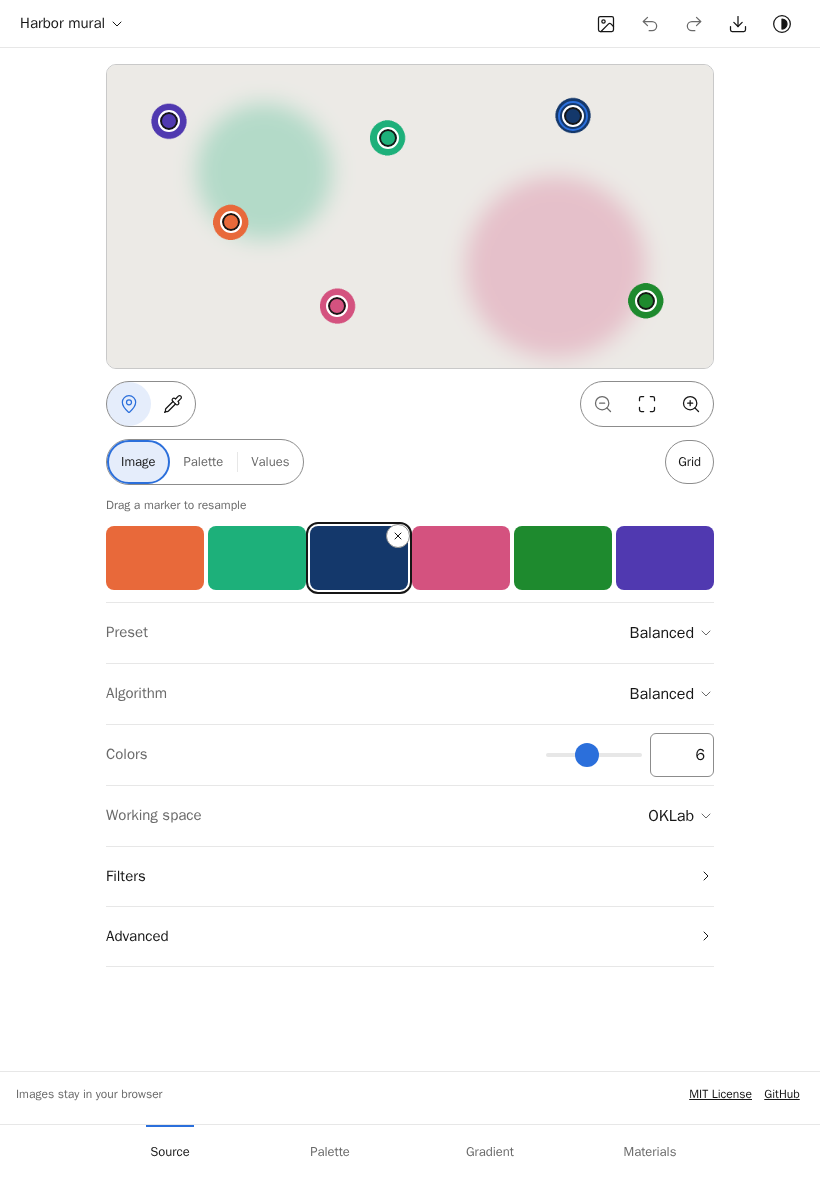 Harbor mural
Image
Palette
Values
Grid
Drag a marker to resample
Preset
Balanced
Algorithm
Balanced
Colors
6
Working space
OKLab
Filters
Advanced
Images stay in your browser
MIT License
GitHub
Source
Palette
Gradient
Materials